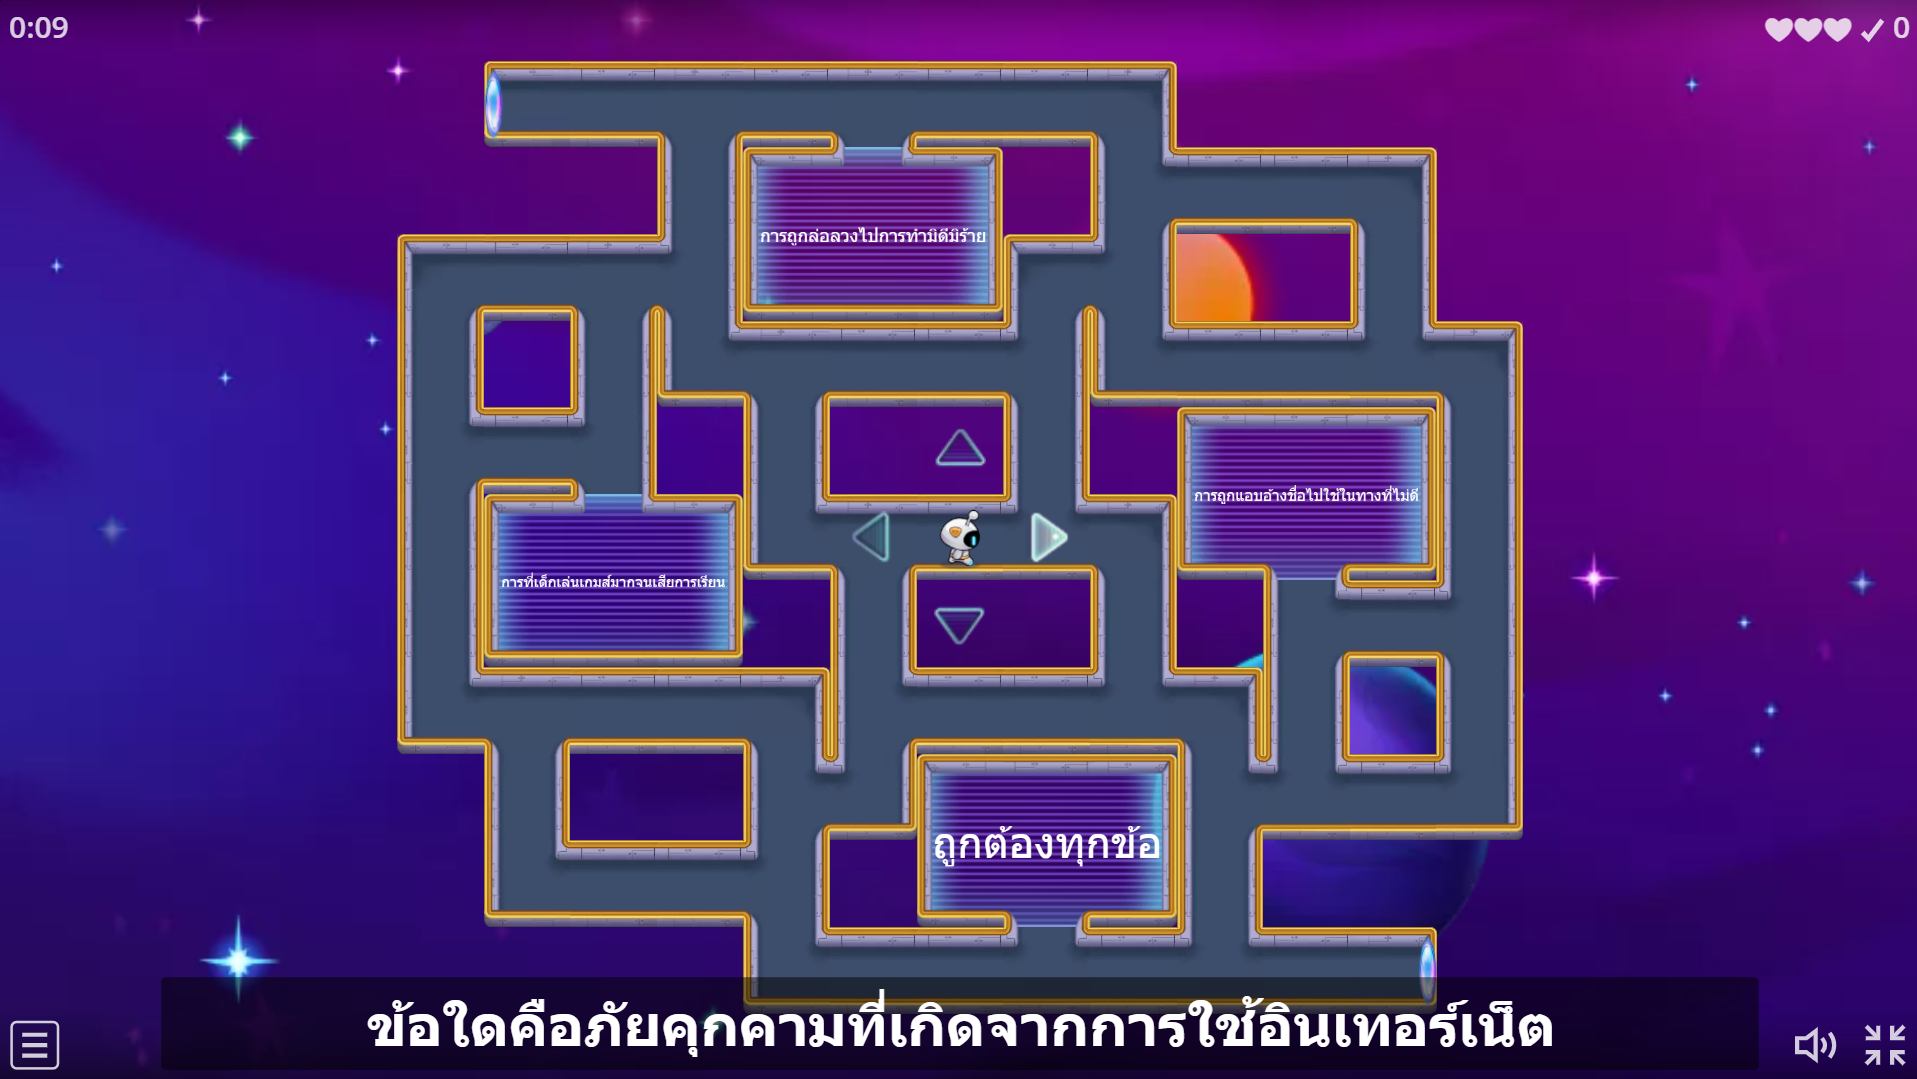 0:09
0
การถูกล่อลวงไปการทำมิดีมิร้าย
การถูกแอบอ้างชื่อไปใช้ในทางที่ไม่ดี
การที่เด็กเล่นเกมส์มากจนเสียการเรียน
ถูกต้องทุกข้อ
ข้อใดคือภัยคุกคามที่เกิดจากการใช้อินเทอร์เน็ต